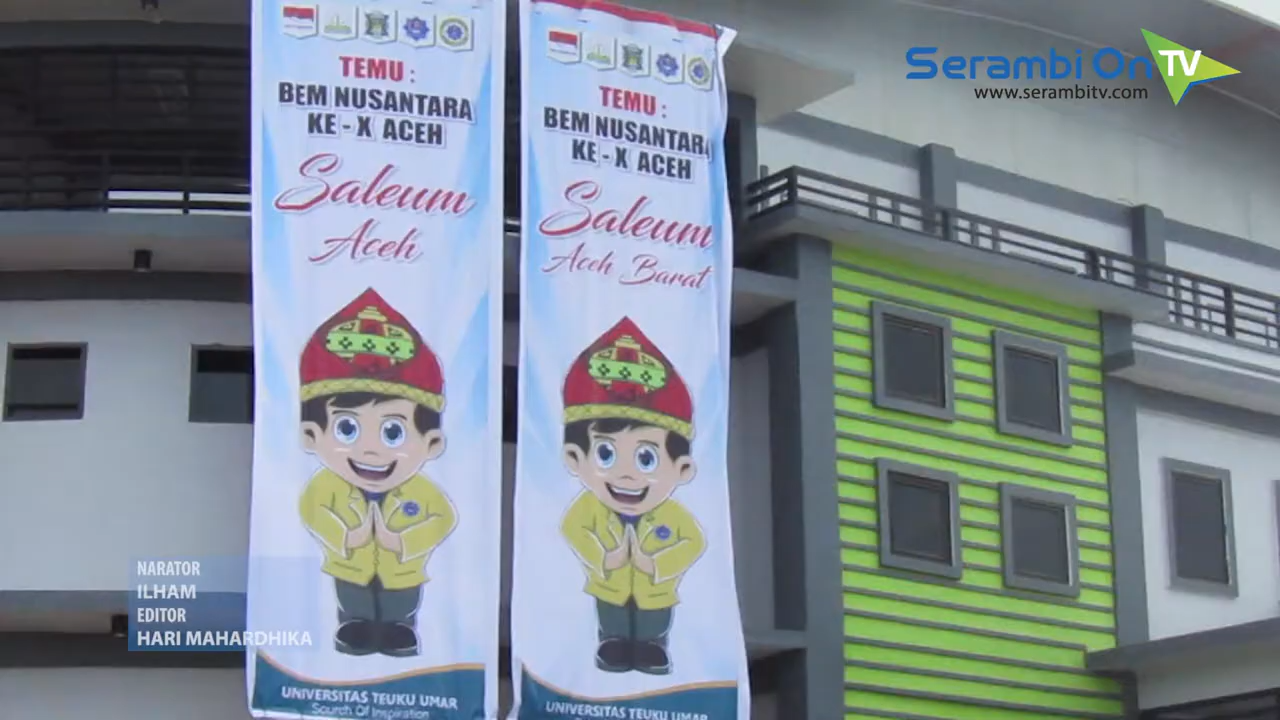 TEMU :
BEM NUSANTARA
KE - X ACEH
Saleum
Aceh
UNIVERSITAS TEUKU UMAR
Sourch Of Inspiration
TEMU :
BEM NUSANTARA
KE - X ACEH
Saleum
Aceh Barat
UNIVERSITAS TEUKU UMAR
Serambi On TV
www.serambitv.com
NARATOR
ILHAM
EDITOR
HARI MAHARDHIKA